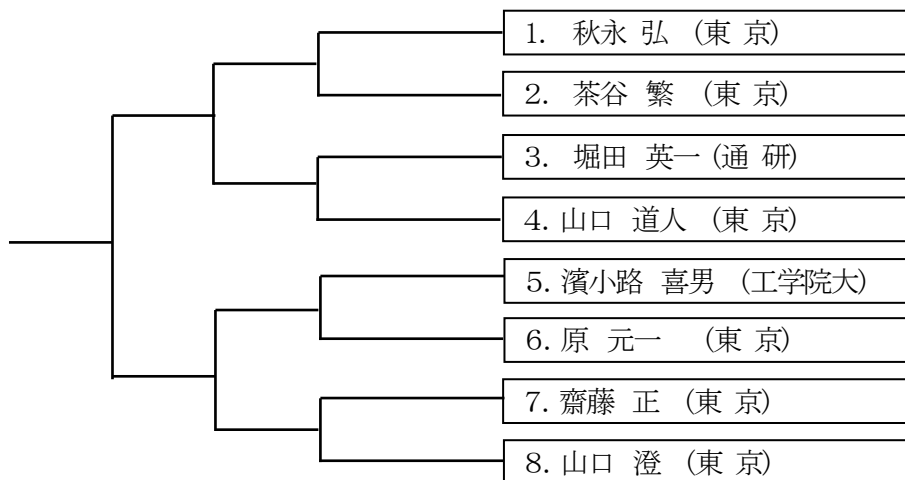 1. 秋永 弘 (東 京)
2. 茶谷 繁 (東 京)
3. 堀田 英一 (通 研)
4. 山口 道人 (東 京)
5. 濱小路 喜男 (工学院大)
6. 原 元一 (東 京)
7. 齋藤 正 (東 京)
8. 山口 澄 (東 京)